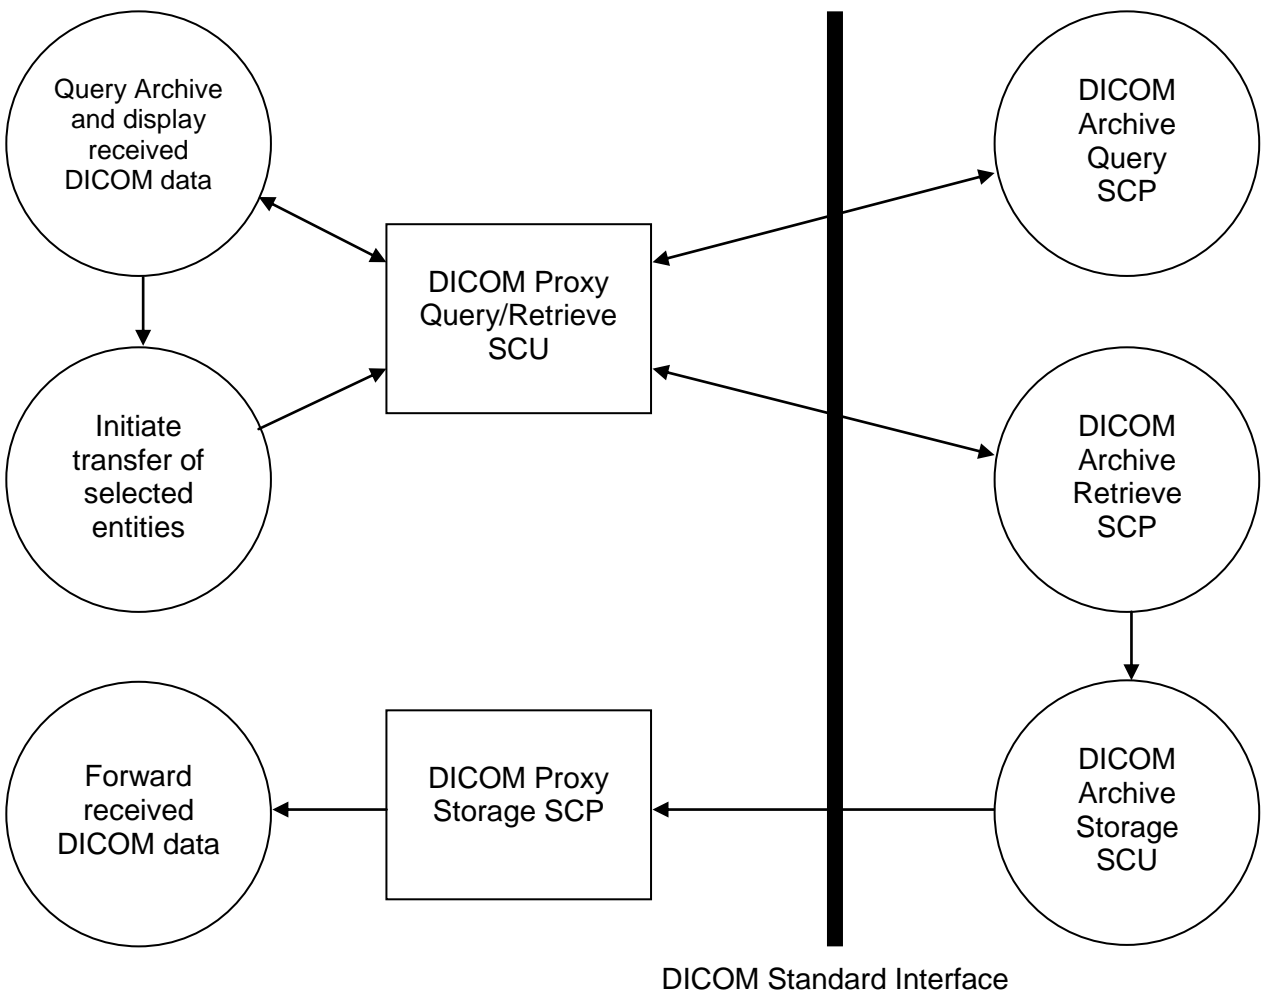 Query Archive
and display
received
DICOM data
DICOM
Archive
Query
SCP
DICOM Proxy
Query/Retrieve
SCU
Initiate
transfer of
selected
entities
DICOM
Archive
Retrieve
SCP
Forward
received
DICOM data
DICOM Proxy
Storage SCP
DICOM
Archive
Storage
SCU
DICOM Standard Interface